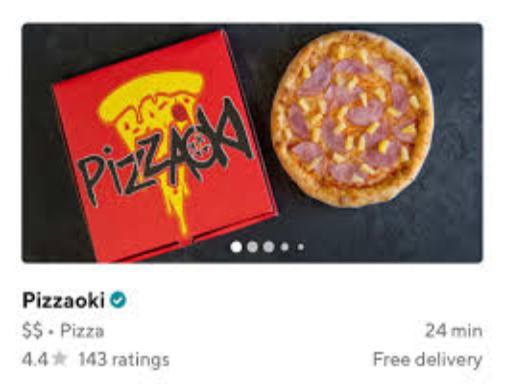 PizzAOKI
Pizzaoki
$$ • Pizza
24 min
4.4★ 143 ratings
Free delivery